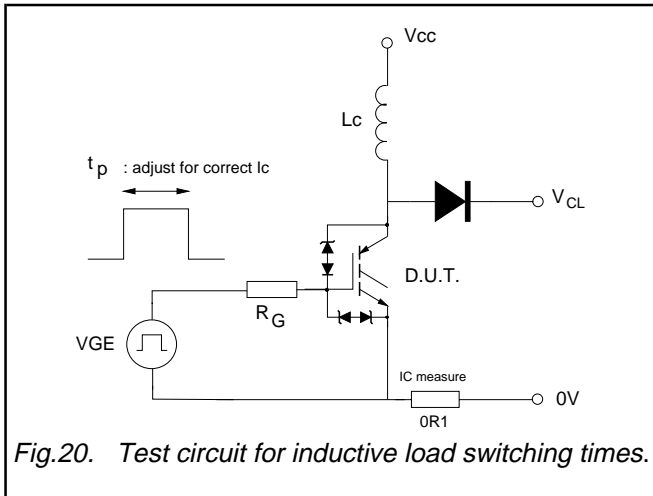 Vcc
Lc
t p : adjust for correct Ic
V CL
D.U.T.
R G
VGE
IC measure
0V
0R1
Fig.20. Test circuit for inductive load switching times.